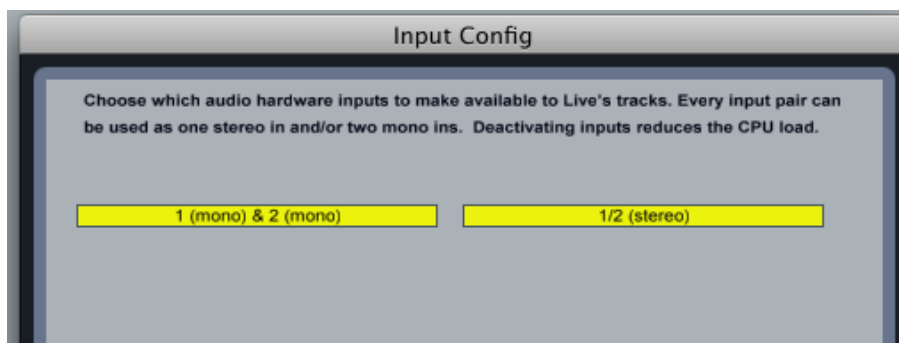 Input Config
Choose which audio hardware inputs to make available to Live's tracks. Every input pair can
be used as one stereo in and/or two mono ins.  Deactivating inputs reduces the CPU load.
1 (mono) & 2 (mono)
1/2 (stereo)